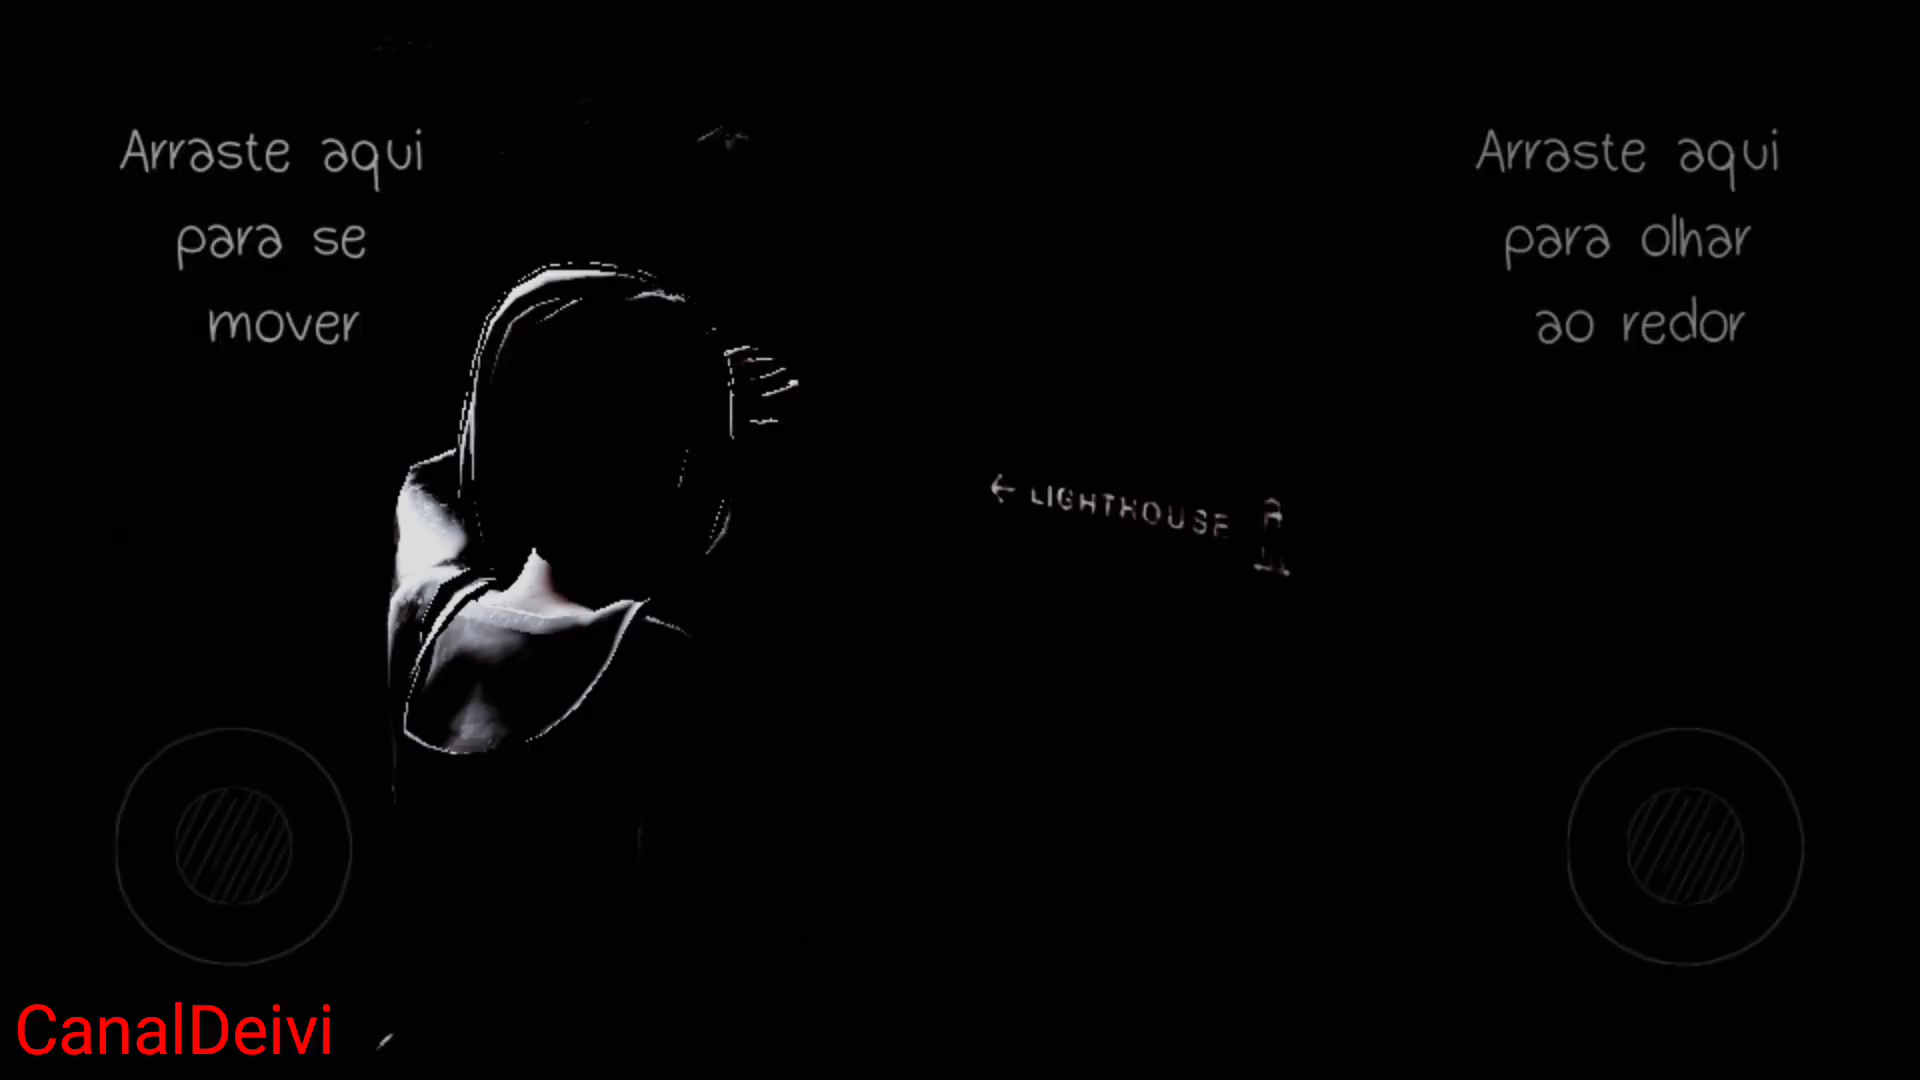 Arraste aqui
para se
mover
Arraste aqui
para olhar
ao redor
← LIGHTHOUSE
CanalDeivi